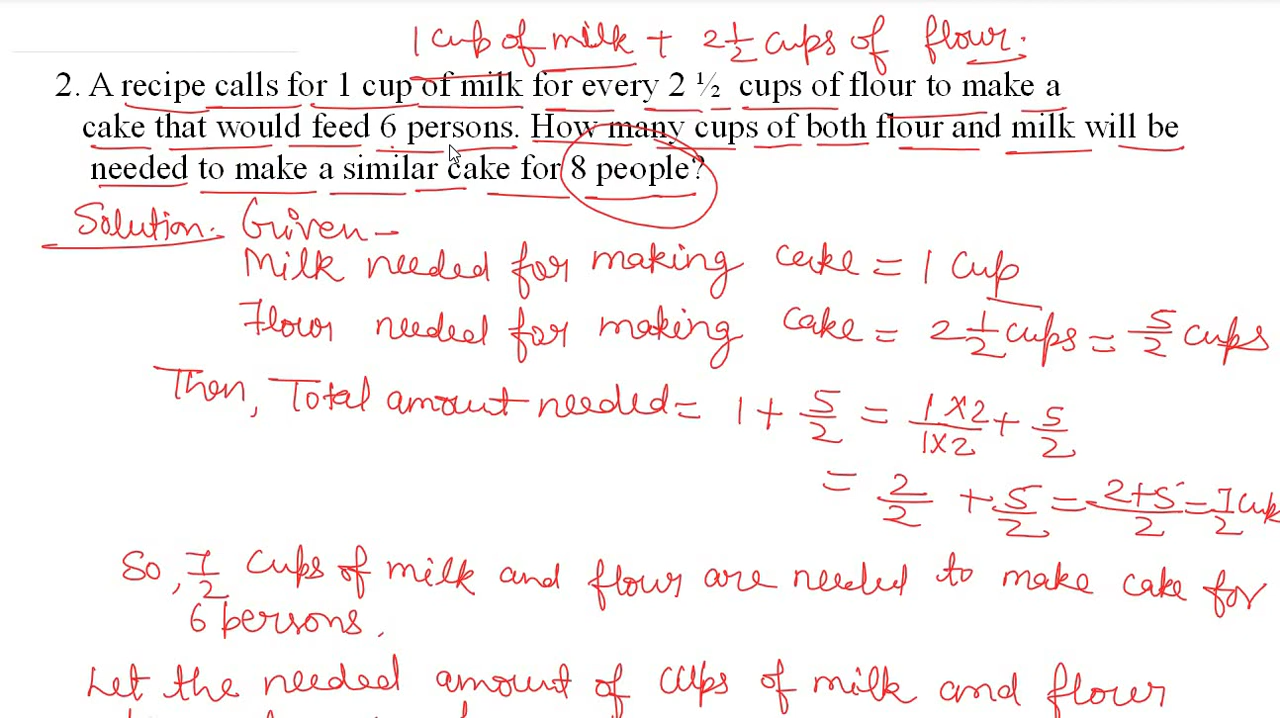 1 cup of milk + 2 1/2 cups of flour.
2. A recipe calls for 1 cup of milk for every 2 ½ cups of flour to make a
cake that would feed 6 persons. How many cups of both flour and milk will be
needed to make a similar cake for 8 people?
Solution. Given -
Milk needed for making cake = 1 cup
Flour needed for making cake = 2 1/2 cups = 5/2 cups
Then, Total amount needed = 1 + 5/2 = 1×2/1×2 + 5/2
= 2/2 + 5/2 = 2+5/2 = 7/2 cup
So, 7/2 cups of milk and flour are needed to make cake for
6 persons.
Let the needed amount of cups of milk and flour